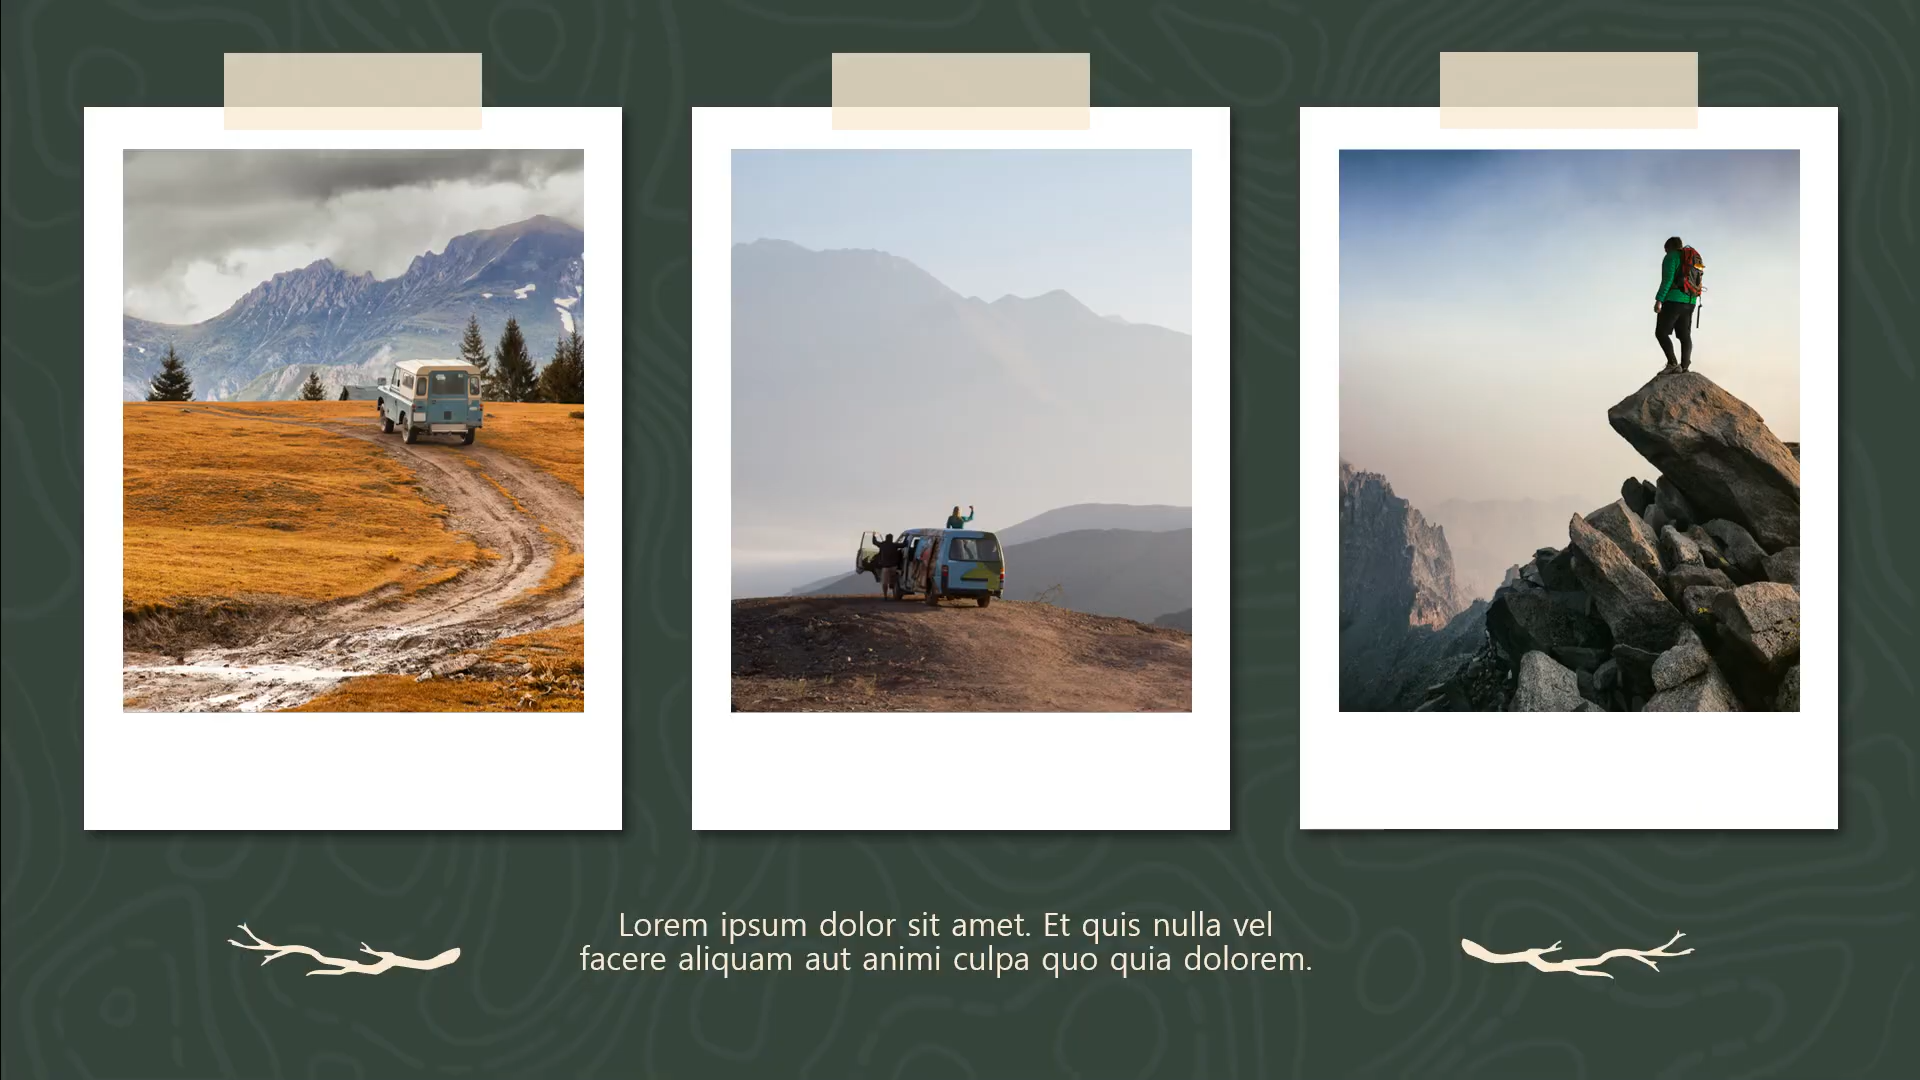 Lorem ipsum dolor sit amet. Et quis nulla vel
facere aliquam aut animi culpa quo quia dolorem.